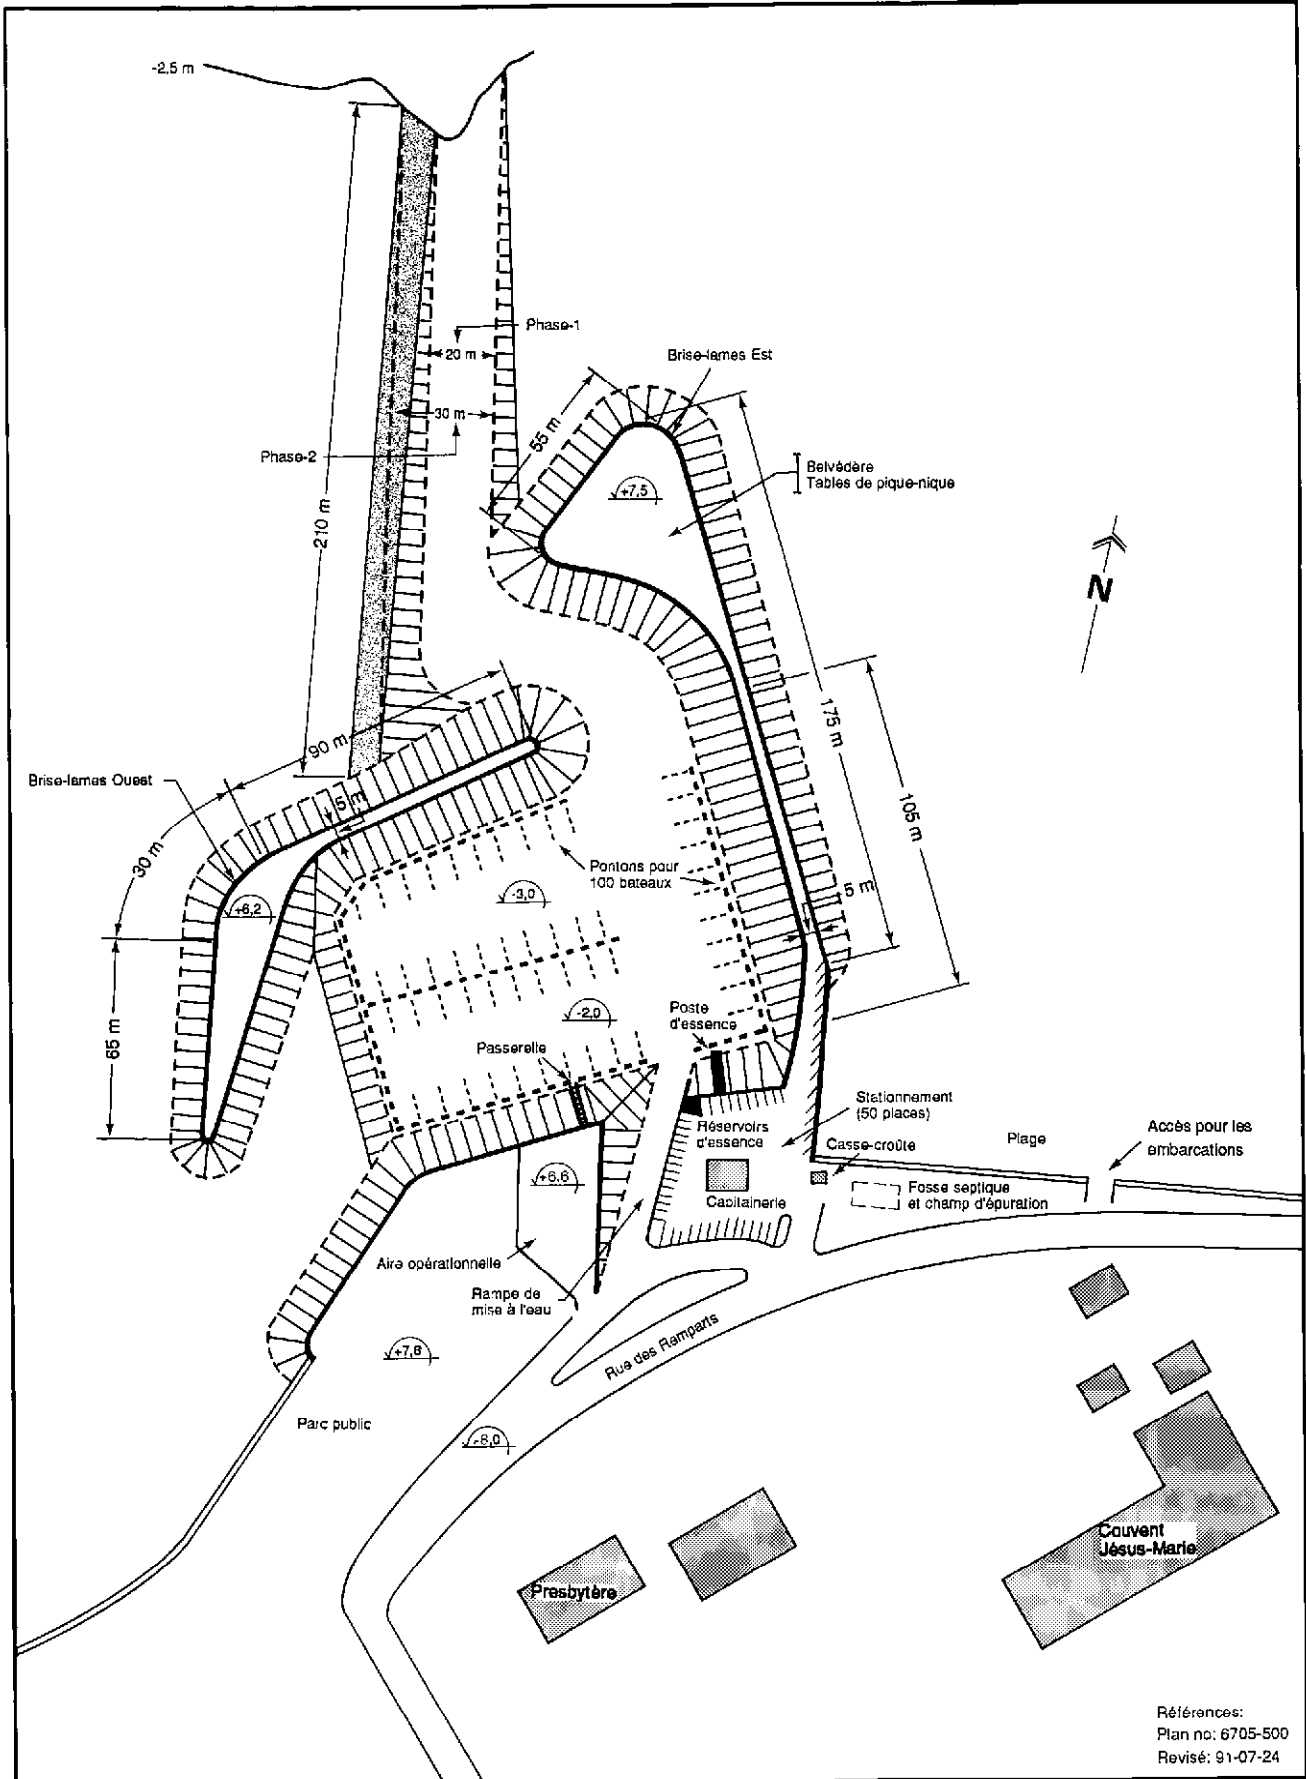 -2,5 m
Phase-1
20 m
Brise-lames Est
30 m
55 m
Phase-2
Belvédère
Tables de pique-nique
+7,5
210 m
N
175 m
90 m
Brise-lames Ouest
5 m
105 m
30 m
Pontons pour
100 bateaux
-3,0
5 m
+6,2
65 m
-2,0
Poste
d'essence
Passerelle
Stationnement
(50 places)
Réservoirs
d'essence
Casse-croûte
Plage
Accès pour les
embarcations
+6,6
Capitainerie
Fosse septique
et champ d'épuration
Aire opérationnelle
Rampe de
mise à l'eau
Rue des Remparts
+7,8
Parc public
+8,0
Couvent
Jésus-Marie
Presbytère
Références:
Plan no: 6705-500
Revisé: 91-07-24